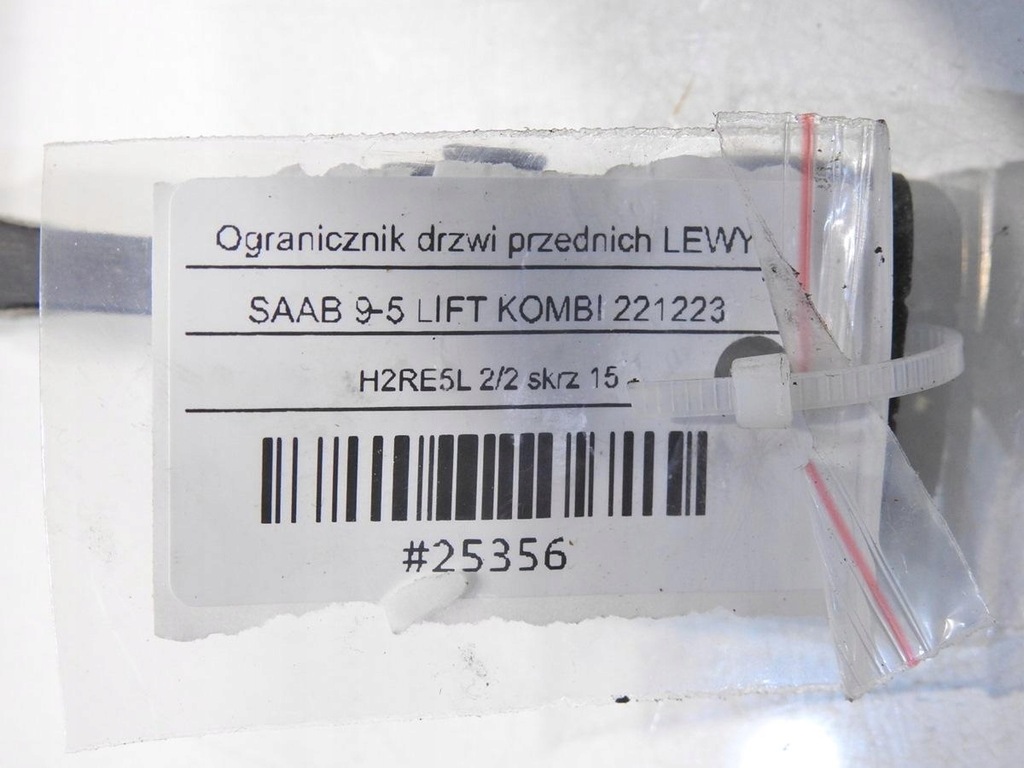 Ogranicznik drzwi przednich LEWY
SAAB 9-5 LIFT KOMBI 221223
H2RE5L 2/2 skrz 15
#25356